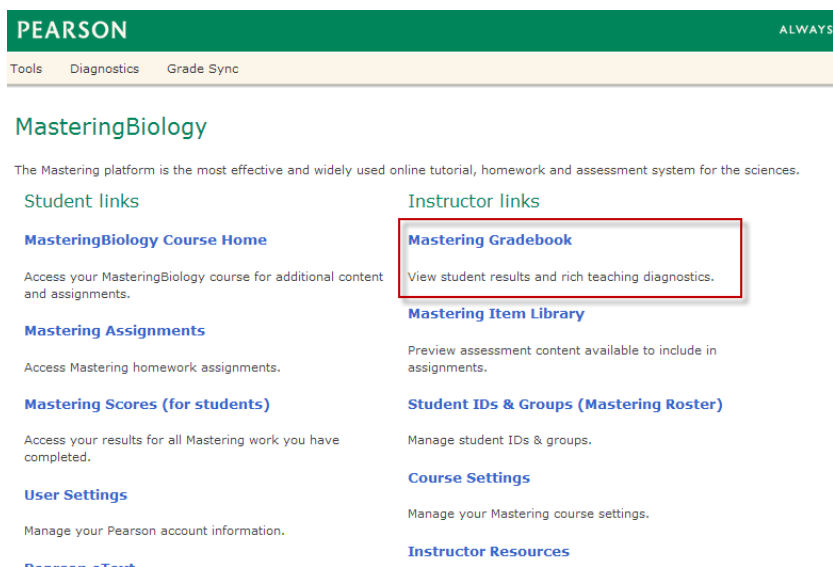 PEARSON
ALWAYS
Tools Diagnostics Grade Sync
MasteringBiology
The Mastering platform is the most effective and widely used online tutorial, homework and assessment system for the sciences.
Student links
MasteringBiology Course Home
Access your MasteringBiology course for additional content
and assignments.
Mastering Assignments
Access Mastering homework assignments.
Mastering Scores (for students)
Access your results for all Mastering work you have
completed.
User Settings
Manage your Pearson account information.
Pearson eText
Instructor links
Mastering Gradebook
View student results and rich teaching diagnostics.
Mastering Item Library
Preview assessment content available to include in
assignments.
Student IDs & Groups (Mastering Roster)
Manage student IDs & groups.
Course Settings
Manage your Mastering course settings.
Instructor Resources